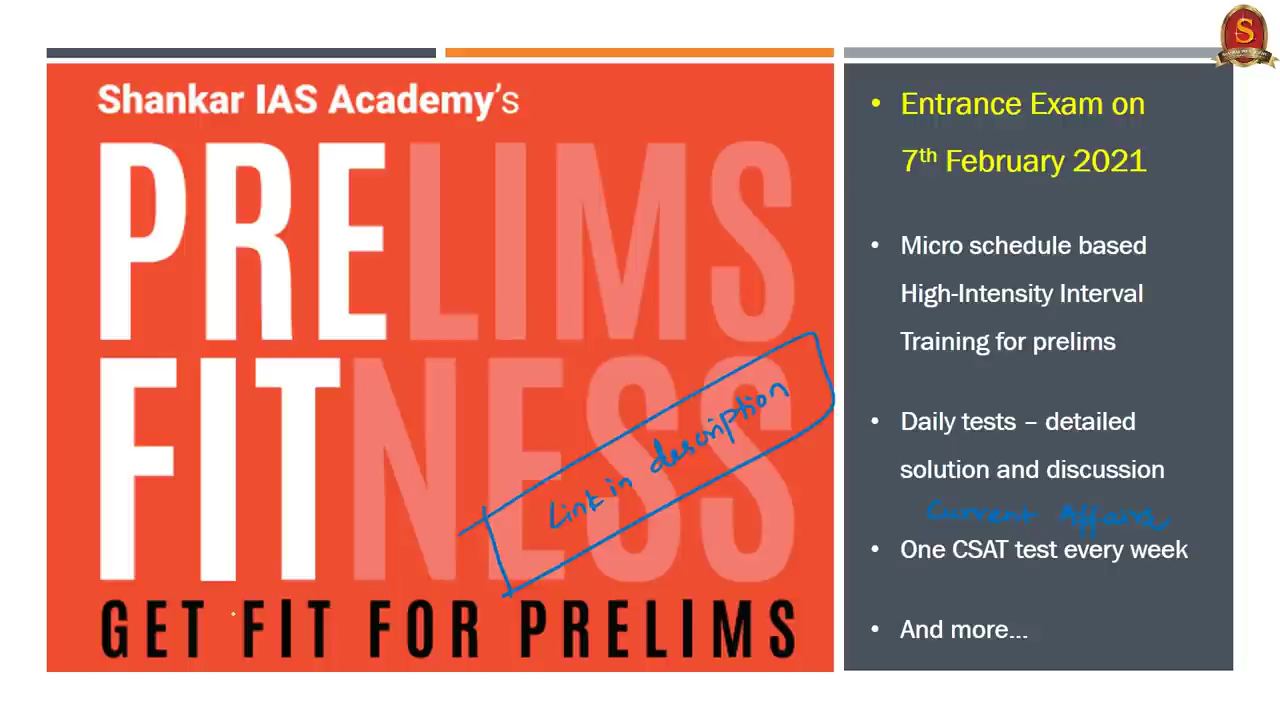 Shankar IAS Academy's
PRELIMS
FITNESS
Link in description
GET FIT FOR PRELIMS
S
• Entrance Exam on
7th February 2021
• Micro schedule based
High-Intensity Interval
Training for prelims
• Daily tests – detailed
solution and discussion
Current Affairs
• One CSAT test every week
• And more...